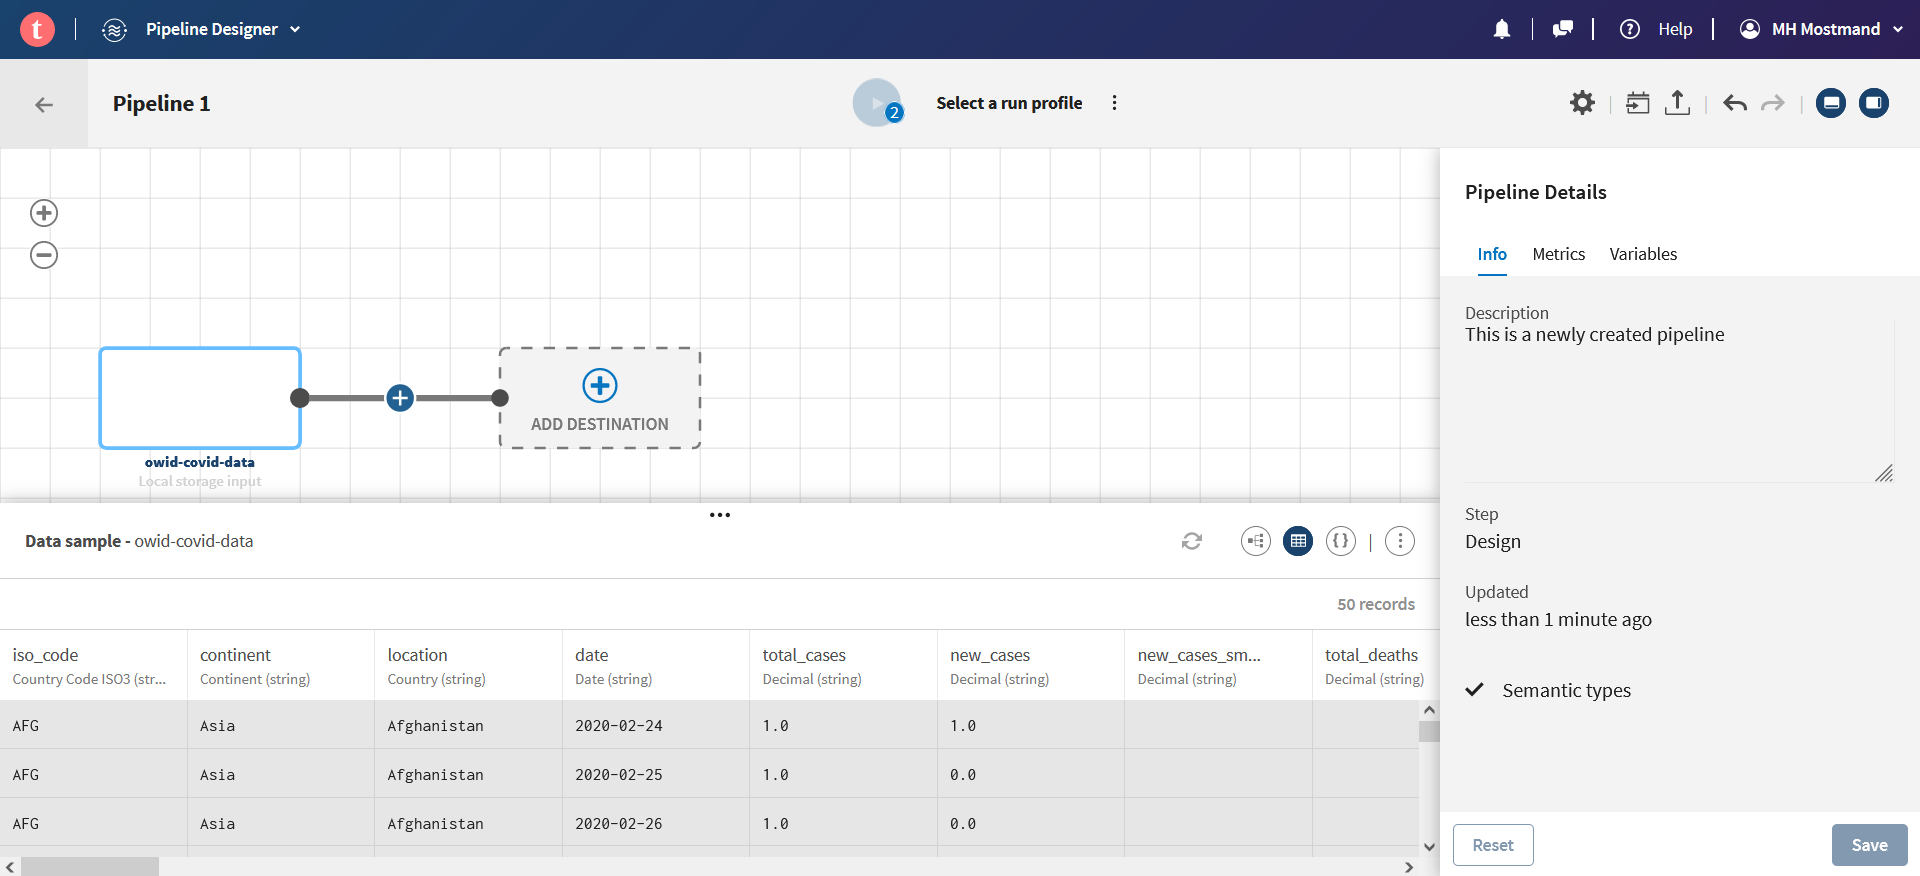 t
Pipeline Designer
Help
MH Mostmand
Pipeline 1
2
Select a run profile
ADD DESTINATION
owid-covid-data
Local storage input
Data sample - owid-covid-data
50 records
iso_code continent location date total_cases new_cases new_cases_sm... total_deaths
Country Code ISO3 (str... Continent (string) Country (string) Date (string) Decimal (string) Decimal (string) Decimal (string) Decimal (string)
AFG Asia Afghanistan 2020-02-24 1.0 1.0
AFG Asia Afghanistan 2020-02-25 1.0 0.0
AFG Asia Afghanistan 2020-02-26 1.0 0.0
Pipeline Details
Info Metrics Variables
Description
This is a newly created pipeline
Step
Design
Updated
less than 1 minute ago
Semantic types
Reset Save